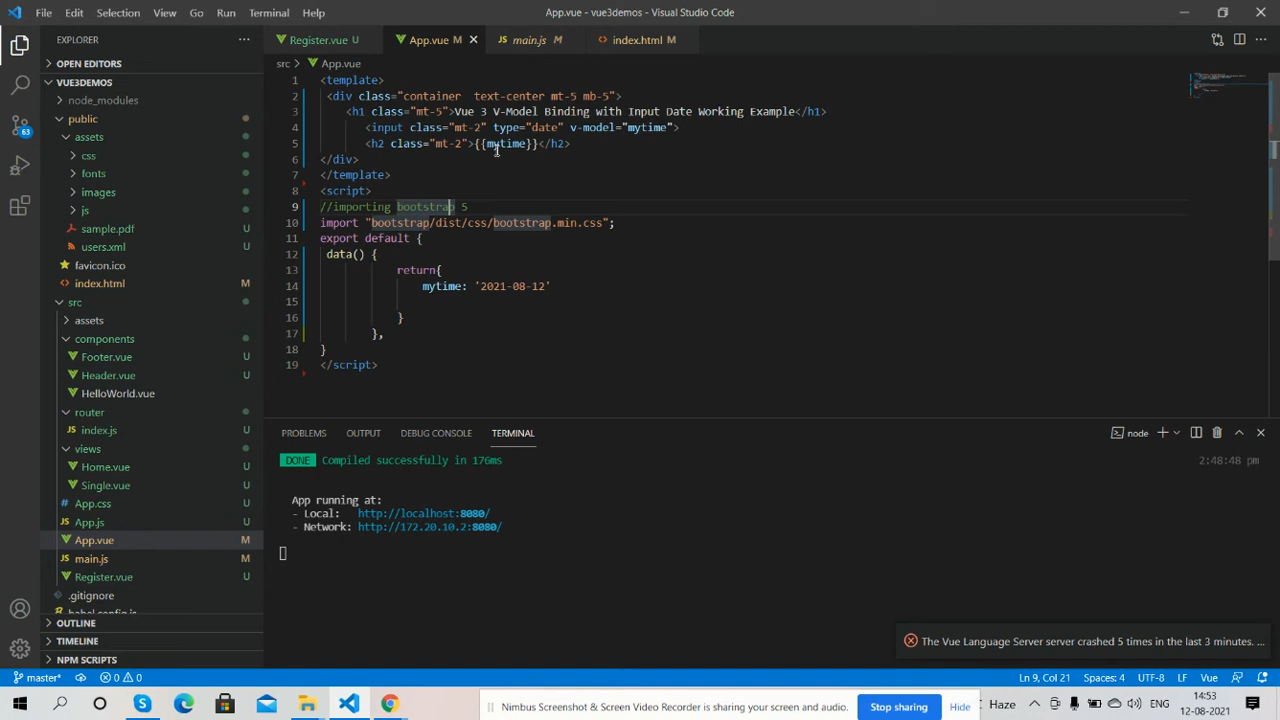 File Edit Selection View Go Run Terminal Help
App.vue - vue3demos - Visual Studio Code
EXPLORER
OPEN EDITORS
VUE3DEMOS
node_modules
public
assets
css
fonts
images
js
sample.pdf U
users.xml U
favicon.ico
index.html M
src
assets
components
Footer.vue U
Header.vue U
HelloWorld.vue
router
index.js U
views
Home.vue U
Single.vue U
App.css U
App.js U
App.vue M
main.js M
Register.vue U
.gitignore
babel.config.js
OUTLINE
TIMELINE
NPM SCRIPTS
63
Register.vue U
App.vue M
main.js M
index.html M
src > App.vue
1 <template>
2 <div class="container  text-center mt-5 mb-5">
3 <h1 class="mt-5">Vue 3 V-Model Binding with Input Date Working Example</h1>
4 <input class="mt-2" type="date" v-model="mytime">
5 <h2 class="mt-2">{{mytime}}</h2>
6 </div>
7 </template>
8 <script>
9 //importing bootstrap 5
10 import "bootstrap/dist/css/bootstrap.min.css";
11 export default {
12 data() {
13 return{
14 mytime: '2021-08-12'
15
16 }
17 },
18 }
19 </script>
PROBLEMS OUTPUT DEBUG CONSOLE TERMINAL
node
DONE Compiled successfully in 176ms 2:48:48 pm
App running at:
- Local: http://localhost:8080/
- Network: http://172.20.10.2:8080/
The Vue Language Server server crashed 5 times in the last 3 minutes. ...
master* 0 0 Ln 9, Col 21 Spaces: 4 UTF-8 LF Vue
Nimbus Screenshot & Screen Video Recorder is sharing your screen and audio. Stop sharing Hide
Haze ENG 14:53
12-08-2021